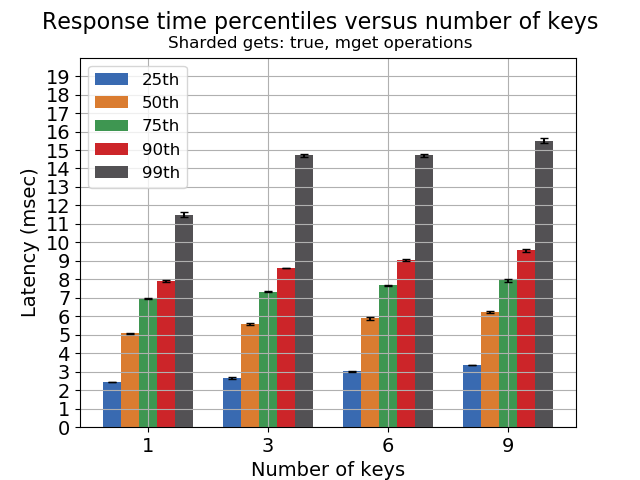 Response time percentiles versus number of keys
Sharded gets: true, mget operations
19
18
17
16
15
14
13
12
11
10
9
8
7
6
5
4
3
2
1
0
Latency (msec)
25th
50th
75th
90th
99th
1 3 6 9
Number of keys